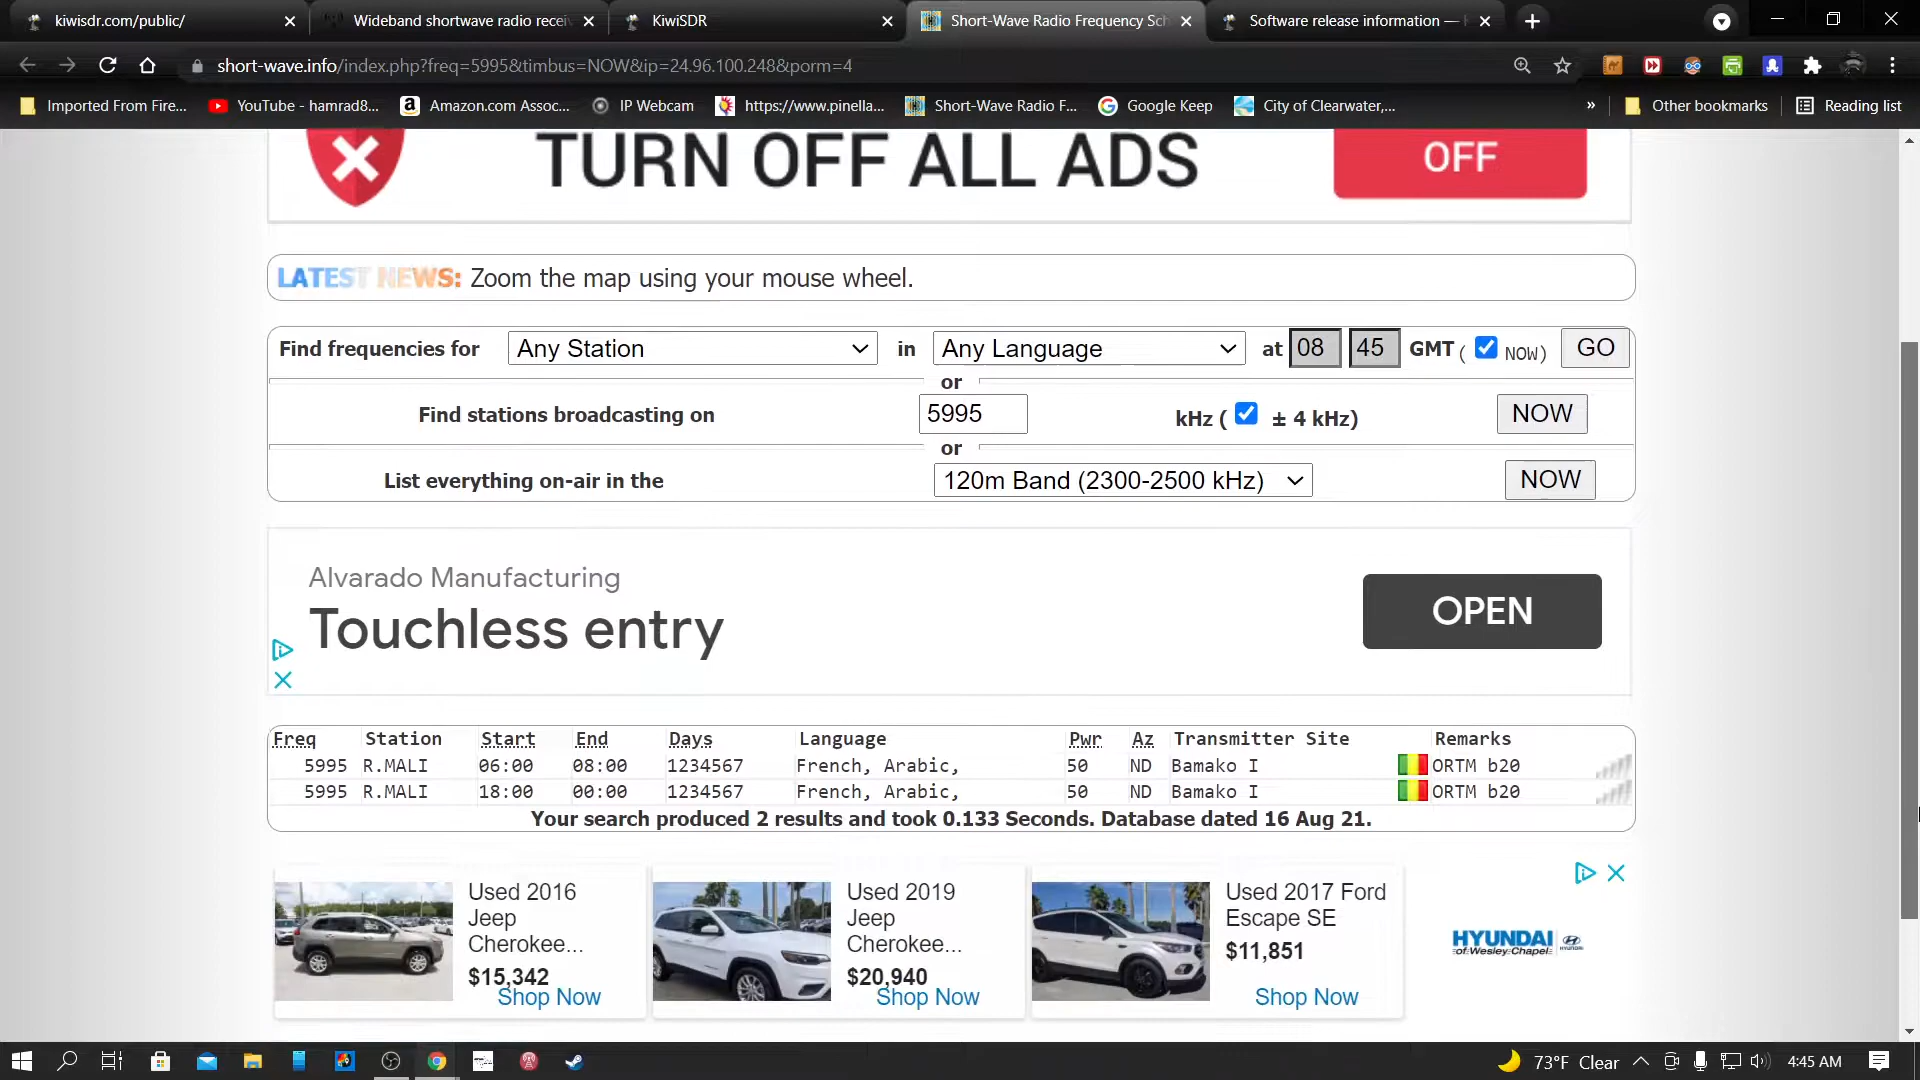 kiwisdr.com/public/
Wideband shortwave radio recei
KiwiSDR
Short-Wave Radio Frequency Sch
Software release information —
short-wave.info/index.php?freq=5995&timbus=NOW&ip=24.96.100.248&porm=4
Imported From Fire... YouTube - hamrad8... Amazon.com Assoc... IP Webcam https://www.pinella... Short-Wave Radio F... Google Keep City of Clearwater,... » Other bookmarks Reading list
TURN OFF ALL ADS OFF
LATEST NEWS: Zoom the map using your mouse wheel.
Find frequencies for Any Station in Any Language at 08 45 GMT ( NOW) GO
or
Find stations broadcasting on 5995 kHz ( ± 4 kHz) NOW
or
List everything on-air in the 120m Band (2300-2500 kHz) NOW
Alvarado Manufacturing
Touchless entry
OPEN
Freq Station Start End Days Language Pwr Az Transmitter Site Remarks
5995 R.MALI 06:00 08:00 1234567 French, Arabic, 50 ND Bamako I ORTM b20
5995 R.MALI 18:00 00:00 1234567 French, Arabic, 50 ND Bamako I ORTM b20
Your search produced 2 results and took 0.133 Seconds. Database dated 16 Aug 21.
Used 2016
Jeep
Cherokee...
$15,342
Shop Now
Used 2019
Jeep
Cherokee...
$20,940
Shop Now
Used 2017 Ford
Escape SE
$11,851
Shop Now
HYUNDAI
of Wesley Chapel
73°F Clear 4:45 AM